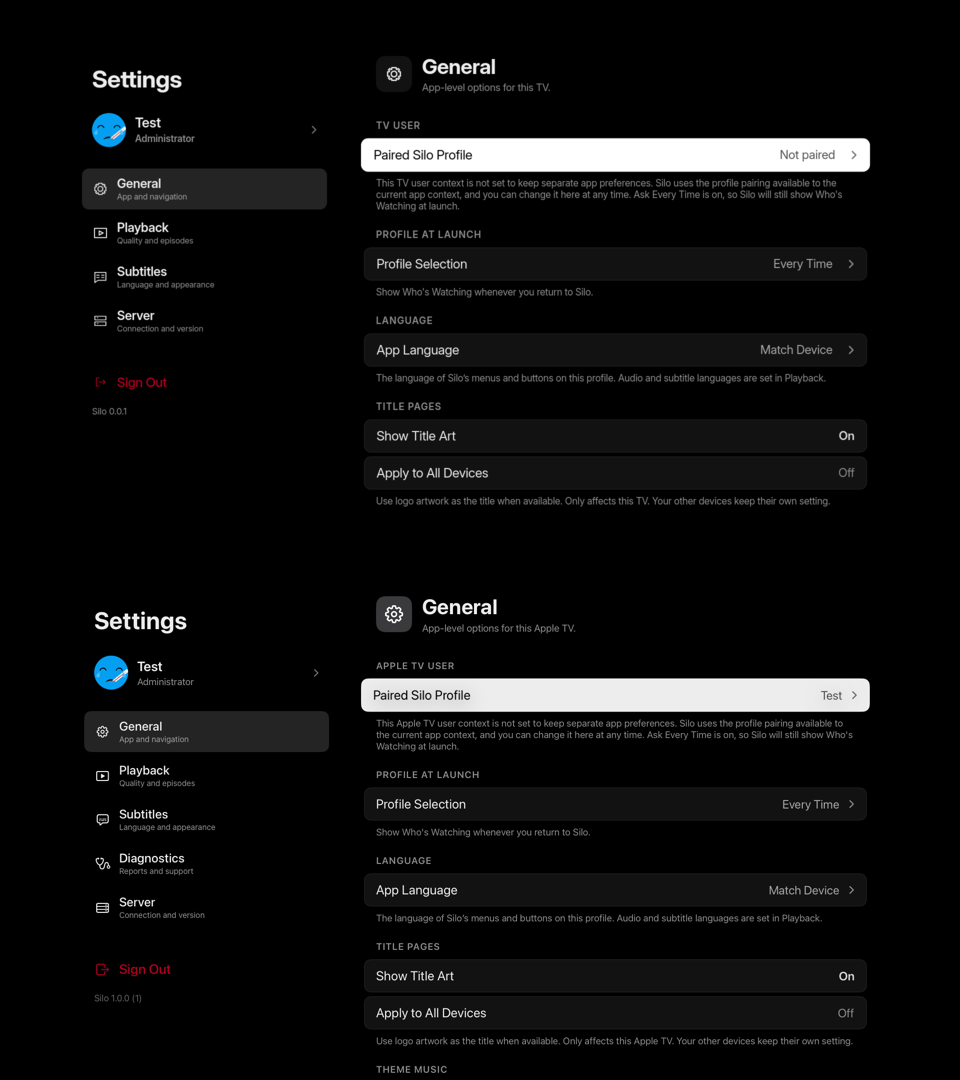 Settings
Test
Administrator
General
App and navigation
Playback
Quality and episodes
Subtitles
Language and appearance
Server
Connection and version
Sign Out
Silo 0.0.1
General
App-level options for this TV.
TV USER
Paired Silo Profile
Not paired
This TV user context is not set to keep separate app preferences. Silo uses the profile pairing available to the
current app context, and you can change it here at any time. Ask Every Time is on, so Silo will still show Who's
Watching at launch.
PROFILE AT LAUNCH
Profile Selection
Every Time
Show Who's Watching whenever you return to Silo.
LANGUAGE
App Language
Match Device
The language of Silo's menus and buttons on this profile. Audio and subtitle languages are set in Playback.
TITLE PAGES
Show Title Art
On
Apply to All Devices
Off
Use logo artwork as the title when available. Only affects this TV. Your other devices keep their own setting.
Settings
Test
Administrator
General
App and navigation
Playback
Quality and episodes
Subtitles
Language and appearance
Diagnostics
Reports and support
Server
Connection and version
Sign Out
Silo 1.0.0 (1)
General
App-level options for this Apple TV.
APPLE TV USER
Paired Silo Profile
Test
This Apple TV user context is not set to keep separate app preferences. Silo uses the profile pairing available to
the current app context, and you can change it here at any time. Ask Every Time is on, so Silo will still show Who's
Watching at launch.
PROFILE AT LAUNCH
Profile Selection
Every Time
Show Who's Watching whenever you return to Silo.
LANGUAGE
App Language
Match Device
The language of Silo's menus and buttons on this profile. Audio and subtitle languages are set in Playback.
TITLE PAGES
Show Title Art
On
Apply to All Devices
Off
Use logo artwork as the title when available. Only affects this Apple TV. Your other devices keep their own setting.
THEME MUSIC